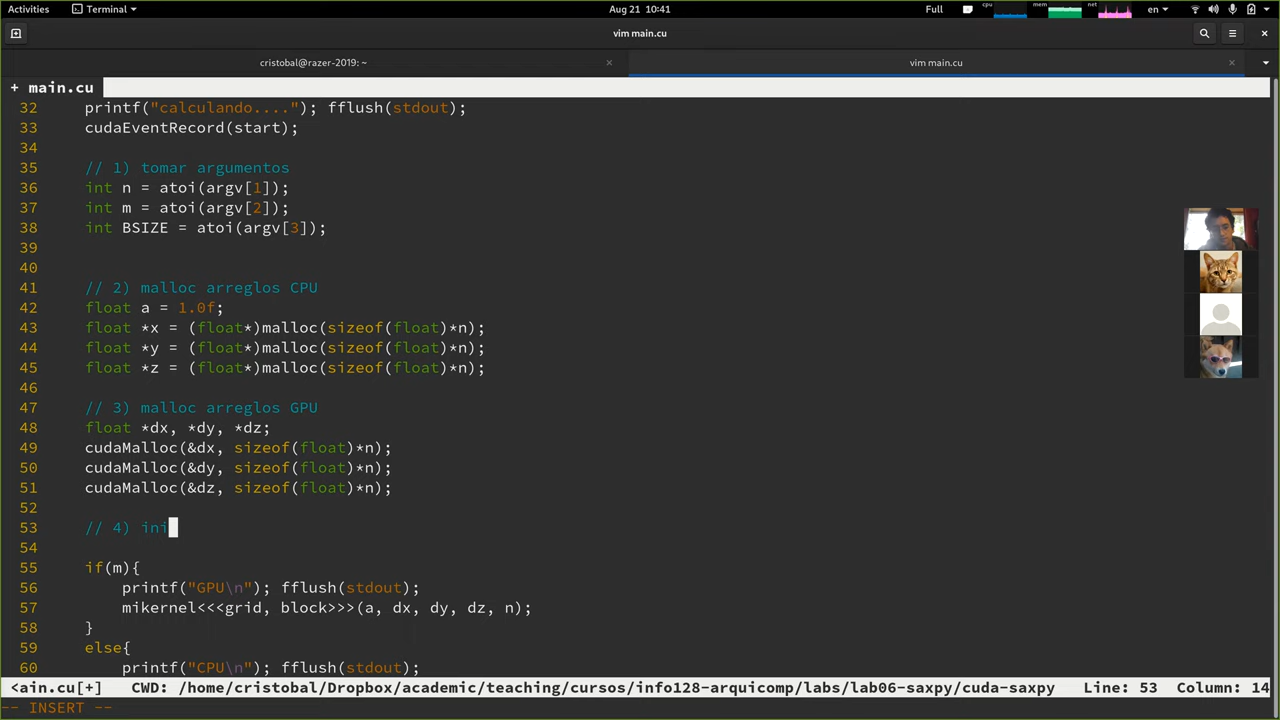 Activities Terminal Aug 21 10:41 Full cpu mem net en
vim main.cu
cristobal@razer-2019: ~ vim main.cu
+ main.cu
32 printf("calculando...."); fflush(stdout);
33 cudaEventRecord(start);
34
35 // 1) tomar argumentos
36 int n = atoi(argv[1]);
37 int m = atoi(argv[2]);
38 int BSIZE = atoi(argv[3]);
39
40
41 // 2) malloc arreglos CPU
42 float a = 1.0f;
43 float *x = (float*)malloc(sizeof(float)*n);
44 float *y = (float*)malloc(sizeof(float)*n);
45 float *z = (float*)malloc(sizeof(float)*n);
46
47 // 3) malloc arreglos GPU
48 float *dx, *dy, *dz;
49 cudaMalloc(&dx, sizeof(float)*n);
50 cudaMalloc(&dy, sizeof(float)*n);
51 cudaMalloc(&dz, sizeof(float)*n);
52
53 // 4) ini
54
55 if(m){
56 printf("GPU\n"); fflush(stdout);
57 mikernel<<<grid, block>>>(a, dx, dy, dz, n);
58 }
59 else{
60 printf("CPU\n"); fflush(stdout);
<ain.cu[+] CWD: /home/cristobal/Dropbox/academic/teaching/cursos/info128-arquicomp/labs/lab06-saxpy/cuda-saxpy Line: 53 Column: 14
-- INSERT --